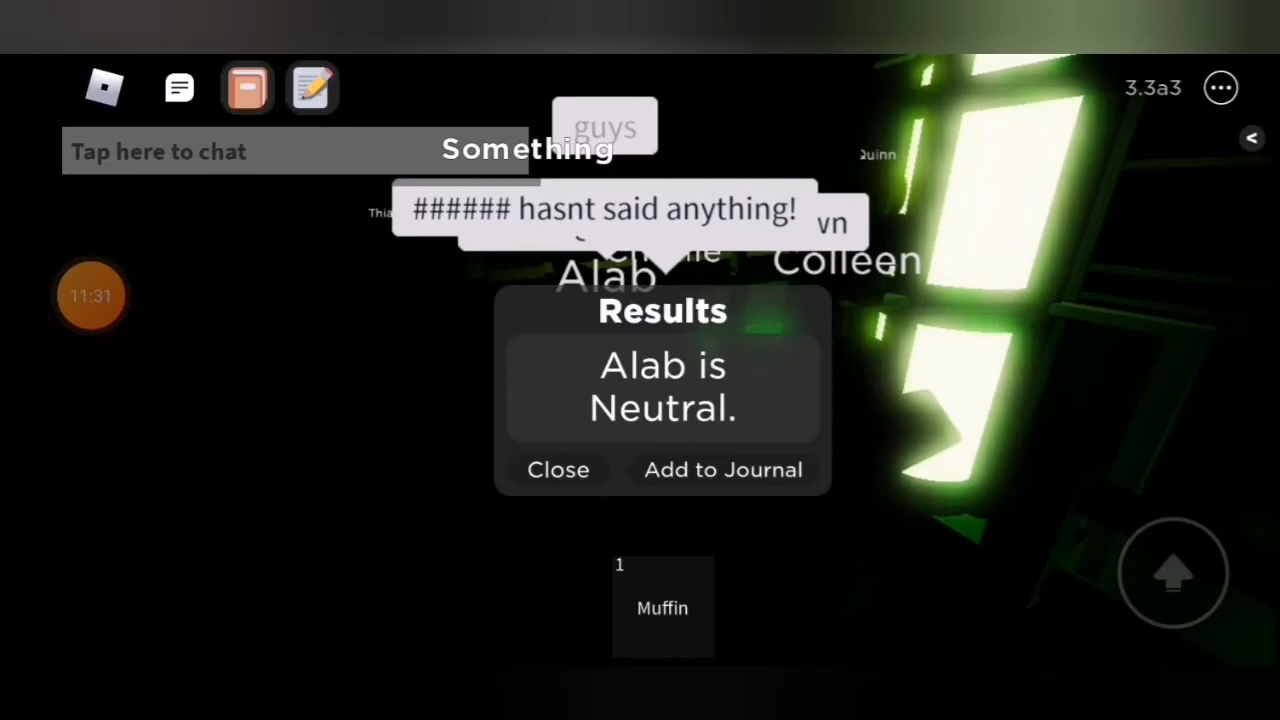 3.3a3
Tap here to chat
guys
Something
Quinn
###### hasnt said anything!
Alab
Colleen
11:31
Results
Alab is
Neutral.
Close
Add to Journal
1
Muffin